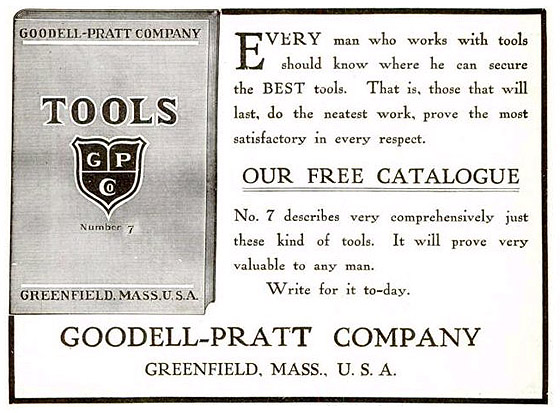 GOODELL-PRATT COMPANY
TOOLS
G P
Co
Number 7
GREENFIELD, MASS., U.S.A.
EVERY man who works with tools
should know where he can secure
the BEST tools. That is, those that will
last, do the neatest work, prove the most
satisfactory in every respect.
OUR FREE CATALOGUE
No. 7 describes very comprehensively just
these kind of tools. It will prove very
valuable to any man.
Write for it to-day.
GOODELL-PRATT COMPANY
GREENFIELD, MASS., U. S. A.